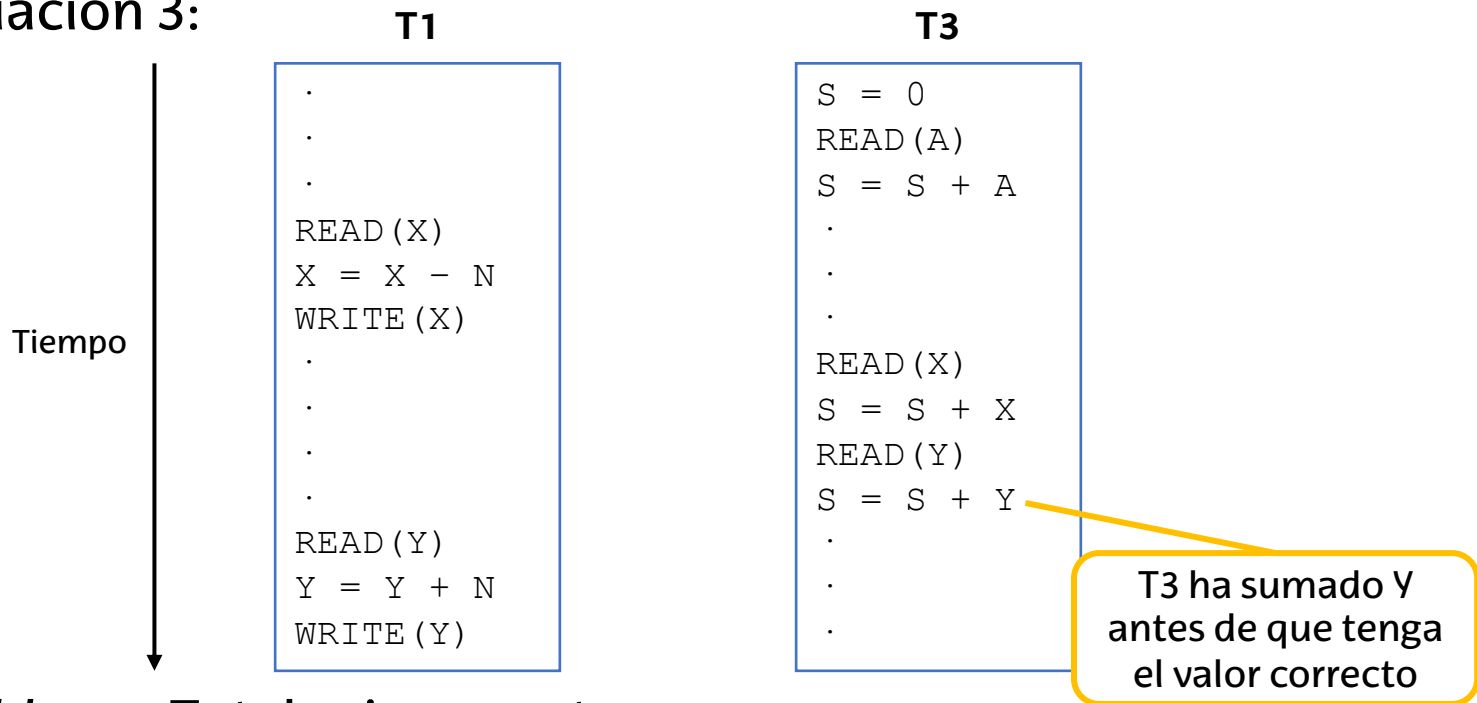 uación 3:
T1
T3
Tiempo
.
.
.
READ(X)
X = X - N
WRITE(X)
.
.
.
.
READ(Y)
Y = Y + N
WRITE(Y)
S = 0
READ(A)
S = S + A
.
.
.
READ(X)
S = S + X
READ(Y)
S = S + Y
.
.
.
T3 ha sumado Y
antes de que tenga
el valor correcto